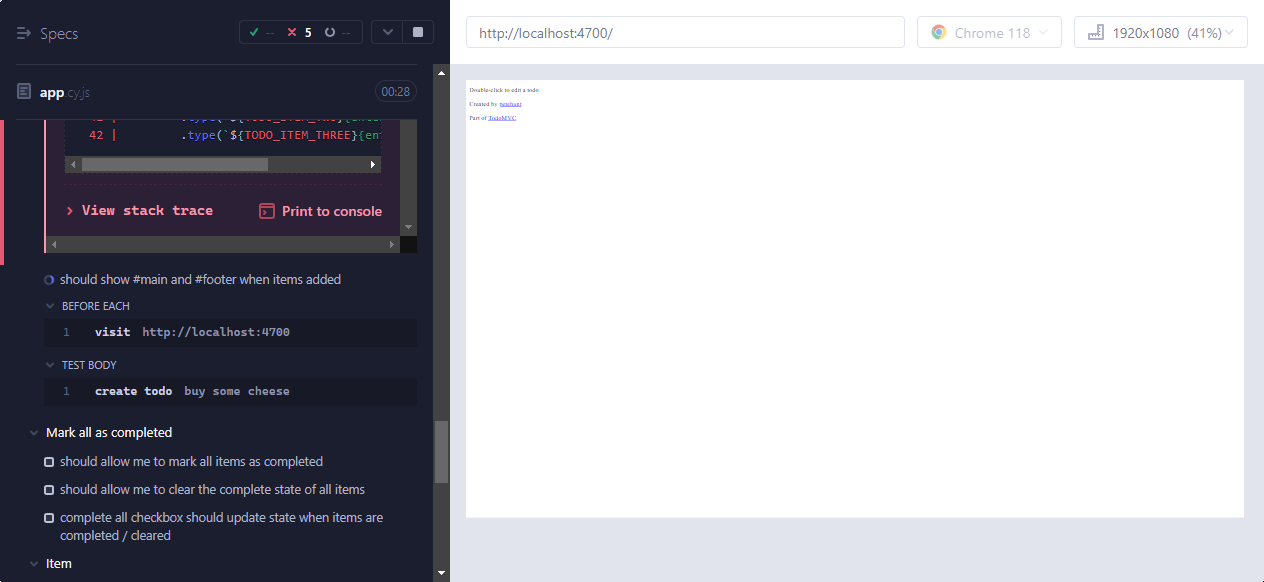 Specs
-- 5 --
app.cy.js
00:28
42 | .type(`${TODO_ITEM_THREE}{en
View stack trace
Print to console
should show #main and #footer when items added
BEFORE EACH
1 visit http://localhost:4700
TEST BODY
1 create todo buy some cheese
Mark all as completed
should allow me to mark all items as completed
should allow me to clear the complete state of all items
complete all checkbox should update state when items are
completed / cleared
Item
http://localhost:4700/
Chrome 118
1920x1080 (41%)
Double-click to edit a todo
Created by petehunt
Part of TodoMVC